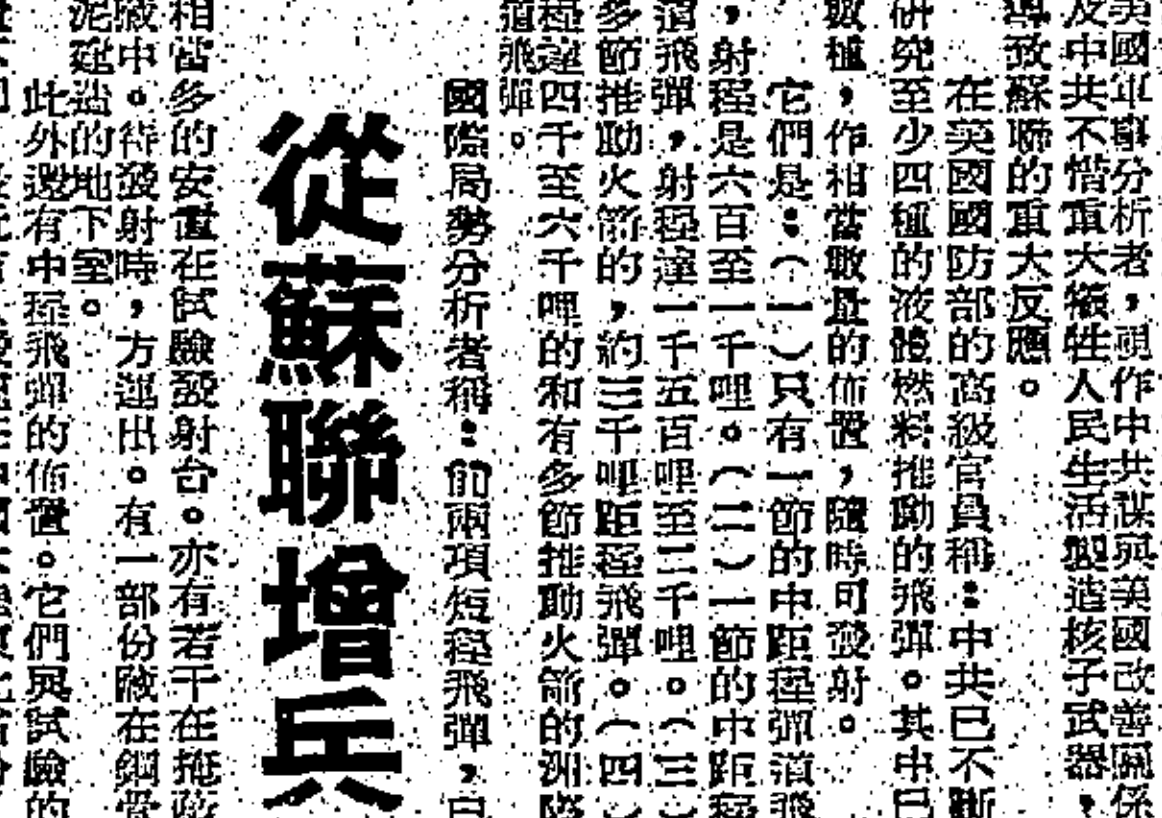 美國軍事分析者，視作中共謀與美國改善關係
及中共不惜重大犧牲人民生活製造核子武器，
導致蘇聯的重大反應。
在英國國防部的高級官員稱：中共已不斷
研究至少四種的液體燃料推動的飛彈。其中已
數種，作相當數量的佈置，隨時可發射。
它們是：（一）只有一節的中距程彈道飛
，射程是六百至一千哩。（二）一節的中距程
道飛彈，射程達一千五百哩至二千哩。（三）
多節推動火箭的，約三千哩距程飛彈。（四）
程達四千至六千哩的和有多節推動火箭的洲際
道飛彈。
國際局勢分析者稱：前兩項短程飛彈，已
從蘇聯增兵
相當多的安置在試驗發射台。亦有若干在掩蔽
藏中。待發射時，方運出。有一部份藏在鋼骨
泥建造的地下室。
此外還有中程飛彈的佈置。它們與試驗的